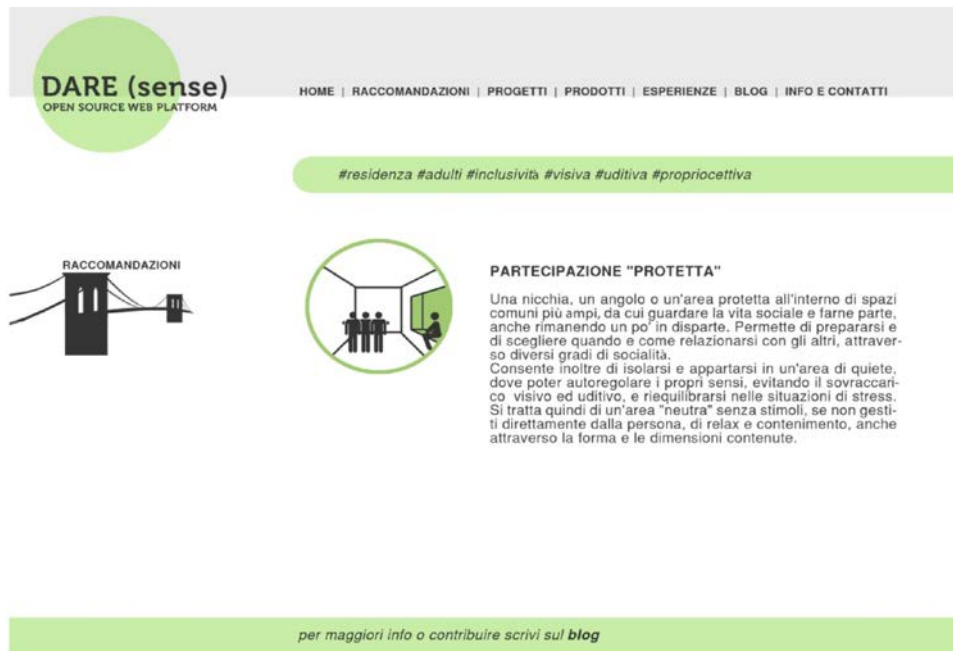 DARE (sense)
OPEN SOURCE WEB PLATFORM
HOME | RACCOMANDAZIONI | PROGETTI | PRODOTTI | ESPERIENZE | BLOG | INFO E CONTATTI
#residenza #adulti #inclusività #visiva #uditiva #propriocettiva
RACCOMANDAZIONI
PARTECIPAZIONE "PROTETTA"
Una nicchia, un angolo o un'area protetta all'interno di spazi
comuni più ampi, da cui guardare la vita sociale e farne parte,
anche rimanendo un po' in disparte. Permette di prepararsi e
di scegliere quando e come relazionarsi con gli altri, attraver-
so diversi gradi di socialità.
Consente inoltre di isolarsi e appartarsi in un'area di quiete,
dove poter autoregolare i propri sensi, evitando il sovraccari-
co visivo ed uditivo, e riequilibrarsi nelle situazioni di stress.
Si tratta quindi di un'area "neutra" senza stimoli, se non gesti-
ti direttamente dalla persona, di relax e contenimento, anche
attraverso la forma e le dimensioni contenute.
per maggiori info o contribuire scrivi sul blog